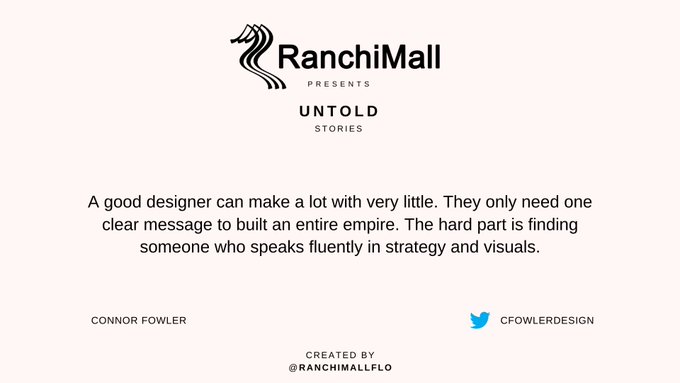 RanchiMall
PRESENTS
UNTOLD
STORIES
A good designer can make a lot with very little. They only need one
clear message to built an entire empire. The hard part is finding
someone who speaks fluently in strategy and visuals.
CONNOR FOWLER
CFOWLERDESIGN
CREATED BY
@RANCHIMALLFLO